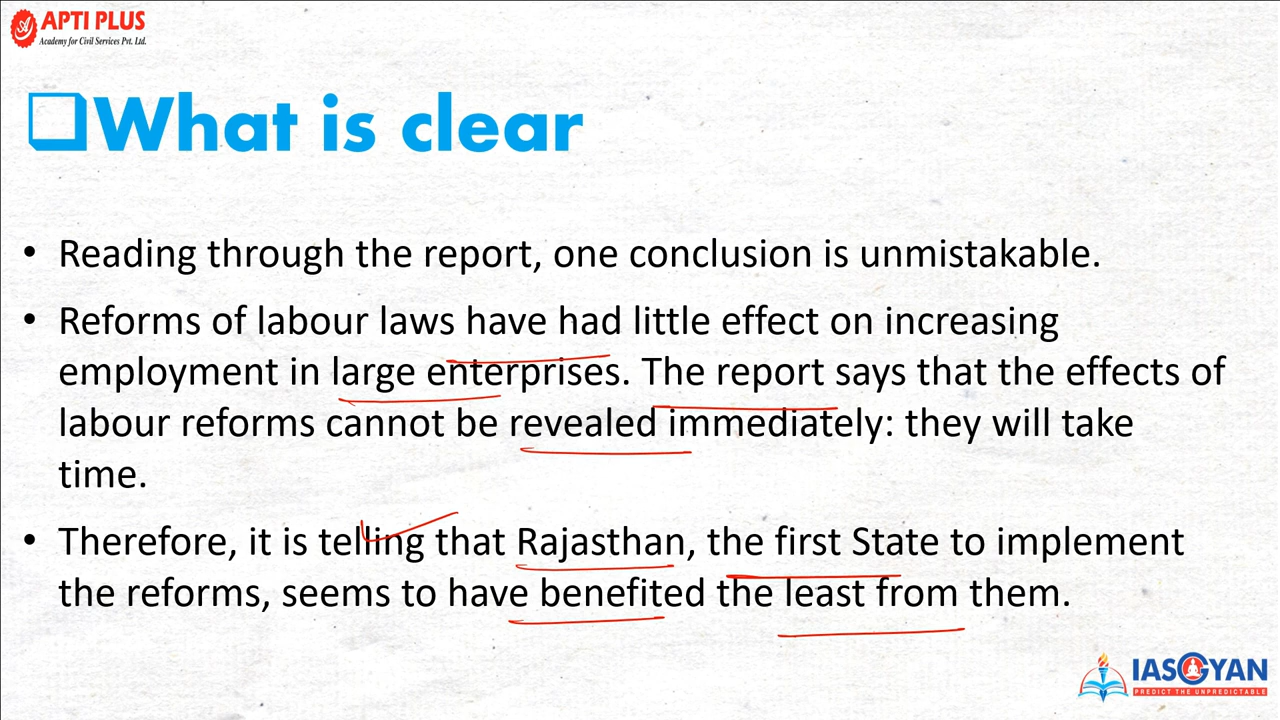 APTI PLUS
Academy for Civil Services Pvt. Ltd.
What is clear
• Reading through the report, one conclusion is unmistakable.
• Reforms of labour laws have had little effect on increasing
employment in large enterprises. The report says that the effects of
labour reforms cannot be revealed immediately: they will take
time.
• Therefore, it is telling that Rajasthan, the first State to implement
the reforms, seems to have benefited the least from them.
IASGYAN
PREDICT THE UNPREDICTABLE